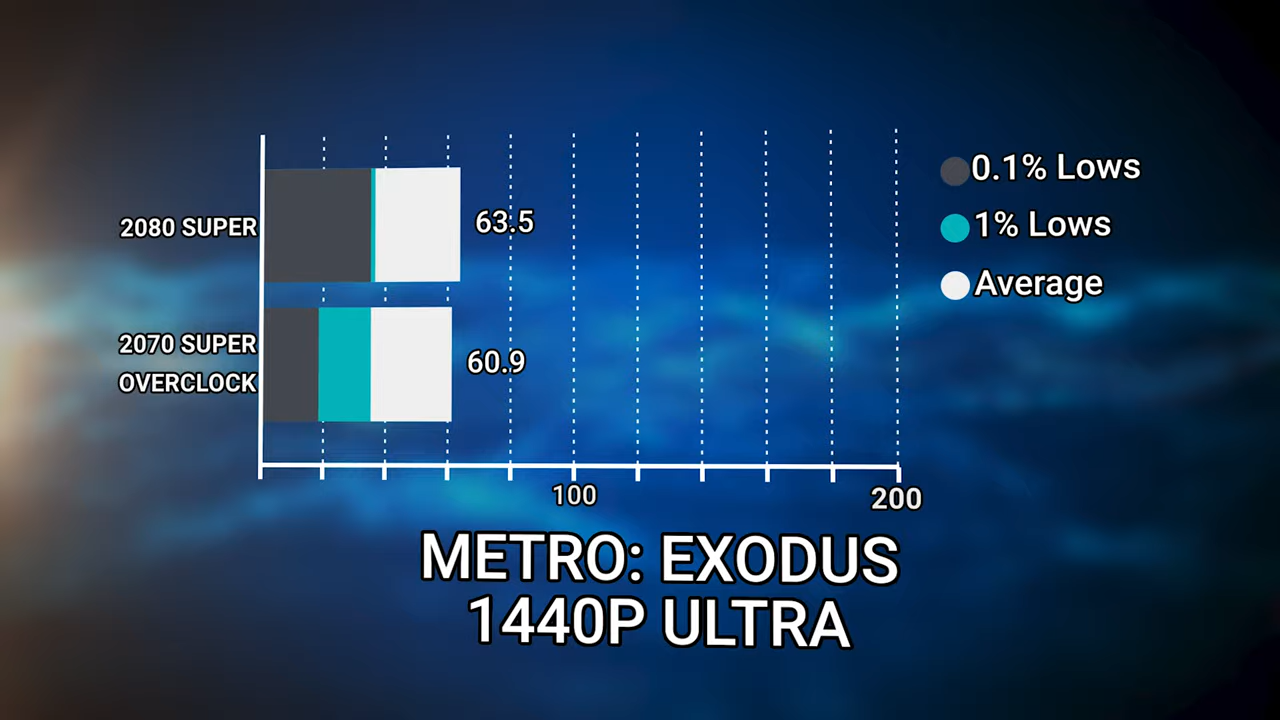 0.1% Lows
1% Lows
Average
2080 SUPER
63.5
2070 SUPER
OVERCLOCK
60.9
100
200
METRO: EXODUS
1440P ULTRA